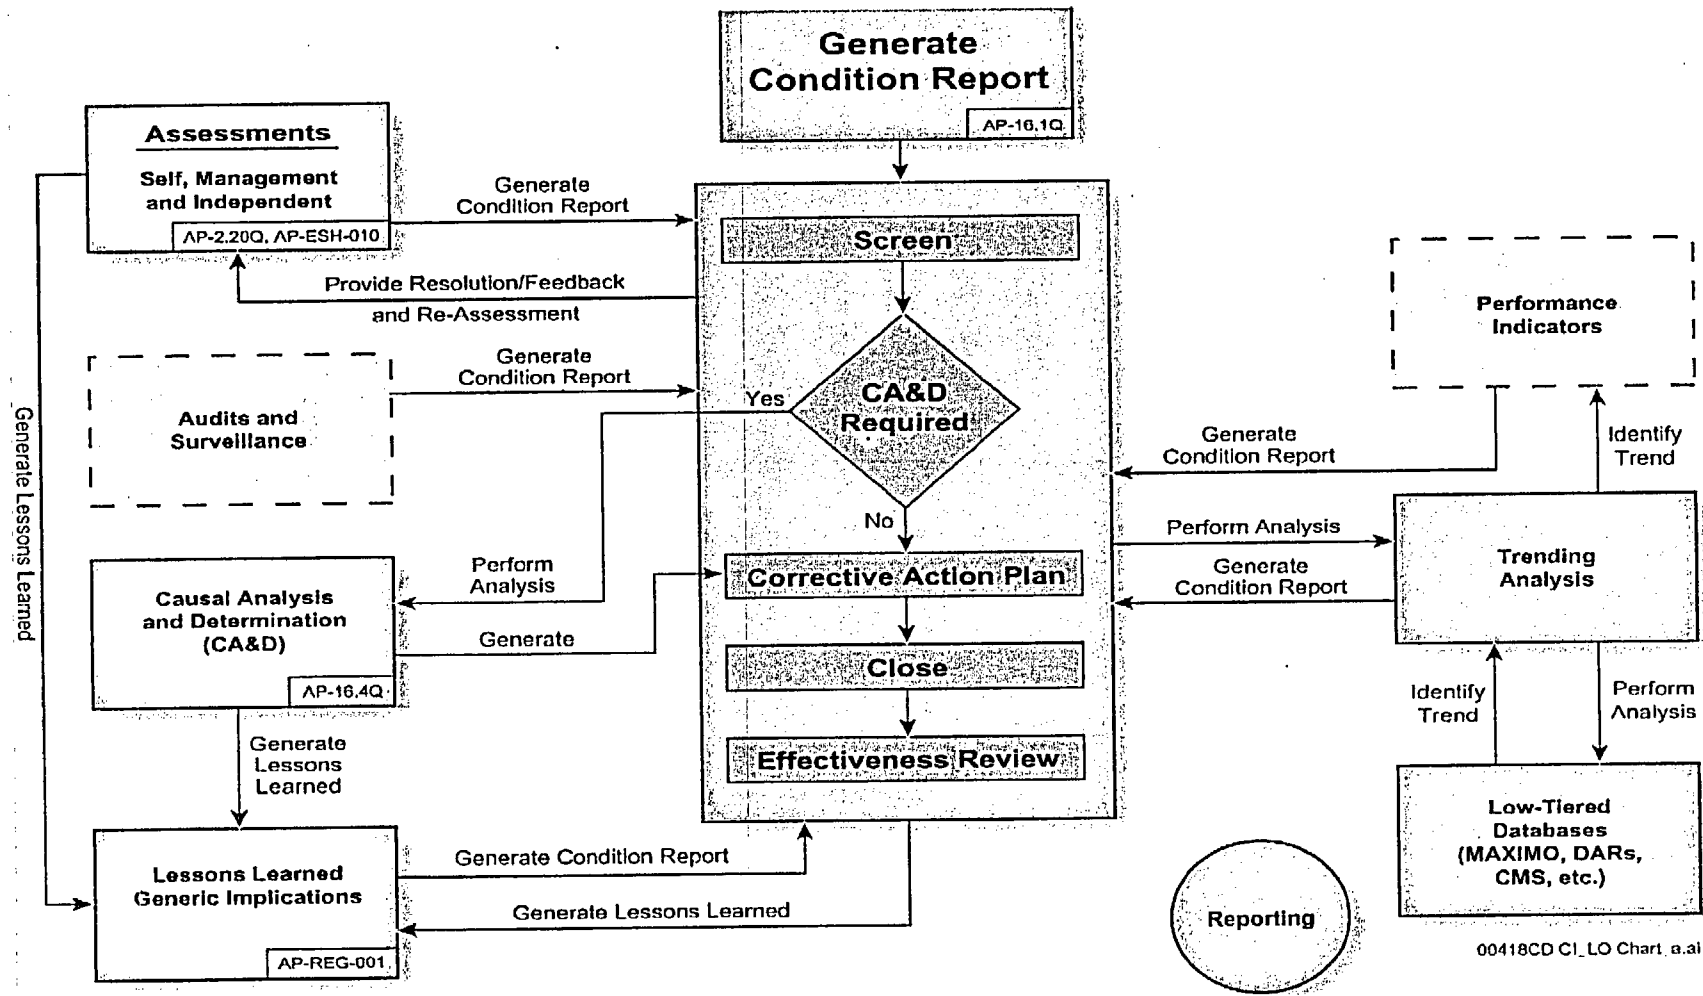 Generate
Condition Report
AP-16.1Q
Assessments
Self, Management
and Independent
AP-2.20Q, AP-ESH-010
Generate
Condition Report
Provide Resolution/Feedback
and Re-Assessment
Audits and
Surveillance
Generate
Condition Report
Generate Lessons Learned
Causal Analysis
and Determination
(CA&D)
AP-16.4Q
Perform
Analysis
Generate
Generate
Lessons
Learned
Lessons Learned
Generic Implications
AP-REG-001
Generate Condition Report
Generate Lessons Learned
Screen
CA&D
Required
Yes
No
Corrective Action Plan
Close
Effectiveness Review
Performance
Indicators
Generate
Condition Report
Identify
Trend
Perform Analysis
Generate
Condition Report
Trending
Analysis
Identify
Trend
Perform
Analysis
Low-Tiered
Databases
(MAXIMO, DARs,
CMS, etc.)
Reporting
00418CD CI_LO Chart_a.ai